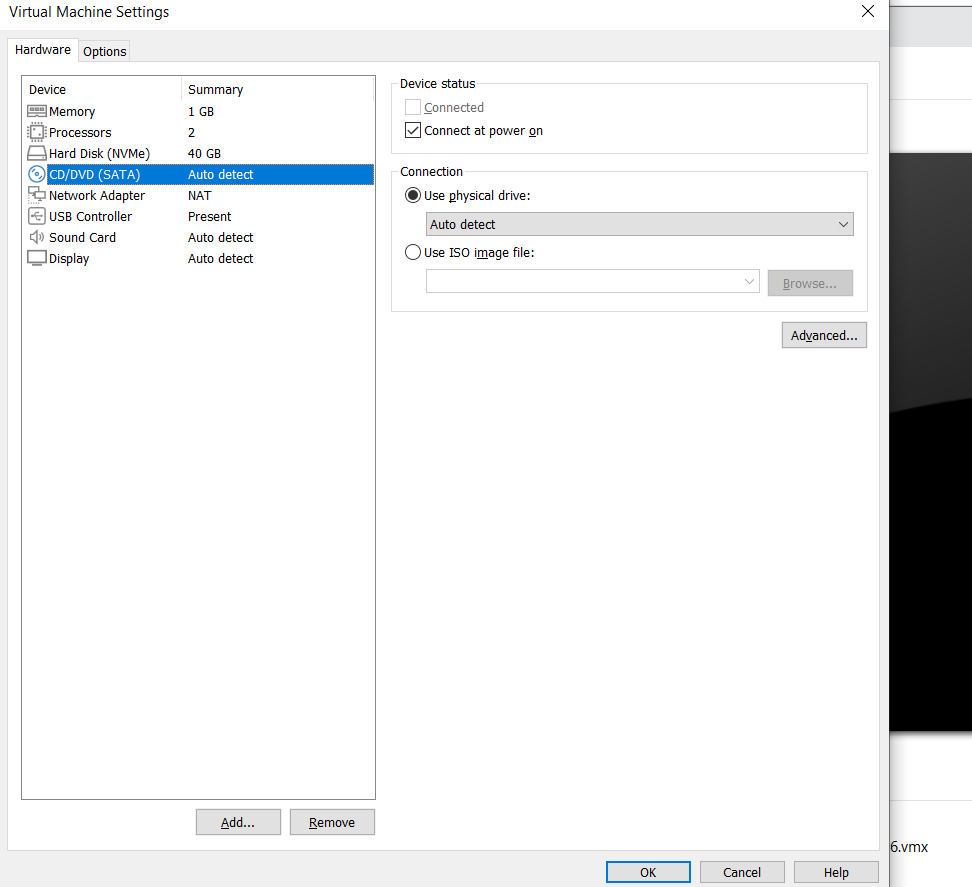 Virtual Machine Settings
Hardware
Options
Device Summary
Memory 1 GB
Processors 2
Hard Disk (NVMe) 40 GB
CD/DVD (SATA) Auto detect
Network Adapter NAT
USB Controller Present
Sound Card Auto detect
Display Auto detect
Add...
Remove
Device status
Connected
Connect at power on
Connection
Use physical drive:
Auto detect
Use ISO image file:
Browse...
Advanced...
OK
Cancel
Help
6.vmx